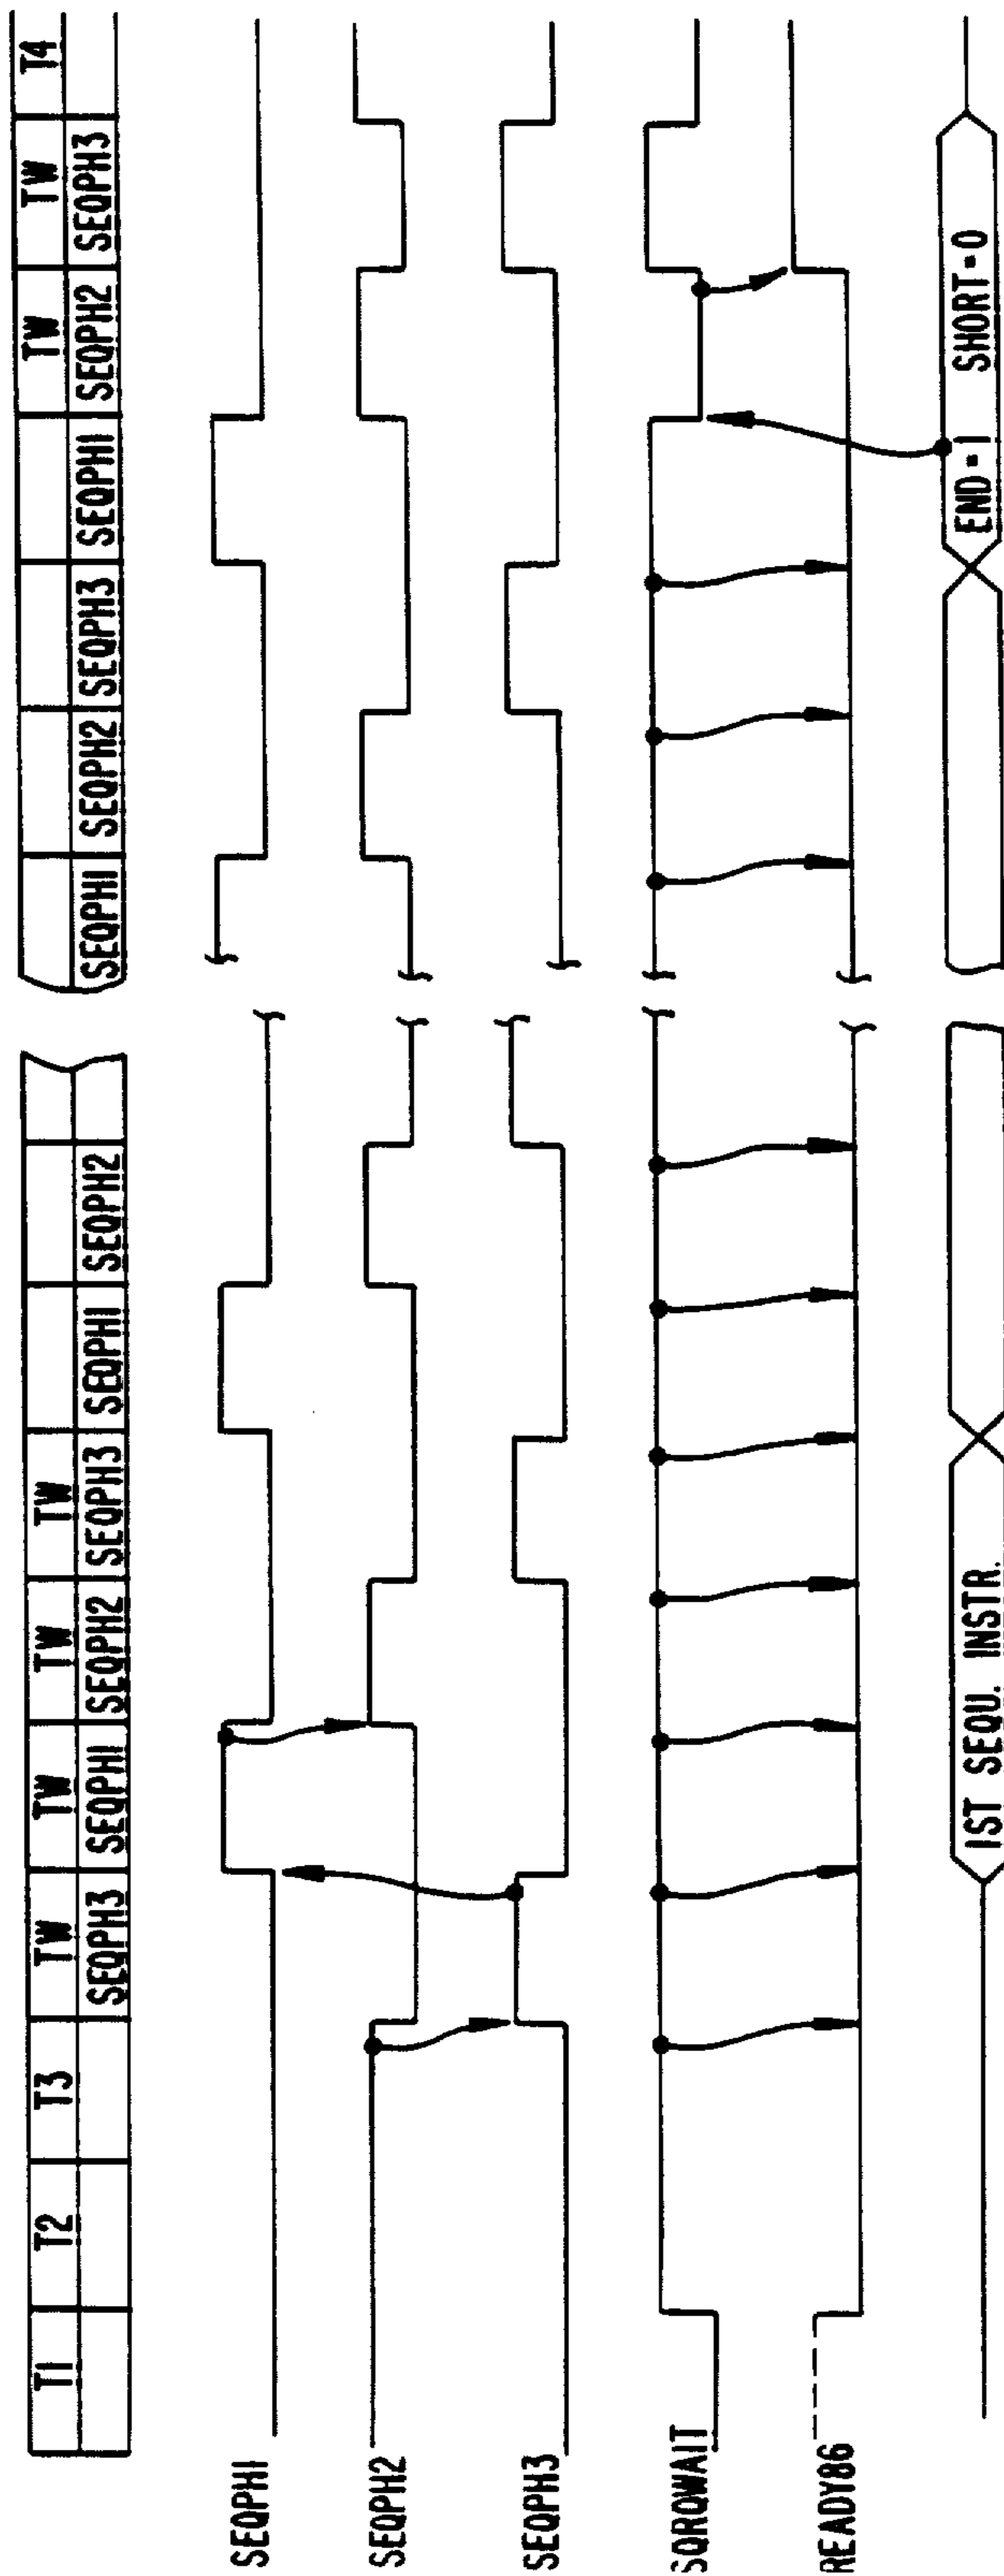 T1 T2 T3 TW TW TW TW TW TW T4
SEQPH3 SEQPH1 SEQPH2 SEQPH3 SEQPH1 SEQPH2 SEQPH1 SEQPH2 SEQPH3 SEQPH1 SEQPH2 SEQPH3
SEQPH1
SEQPH2
SEQPH3
SQRQWAIT
READY86
1ST SEQU. INSTR. END=1 SHORT=0